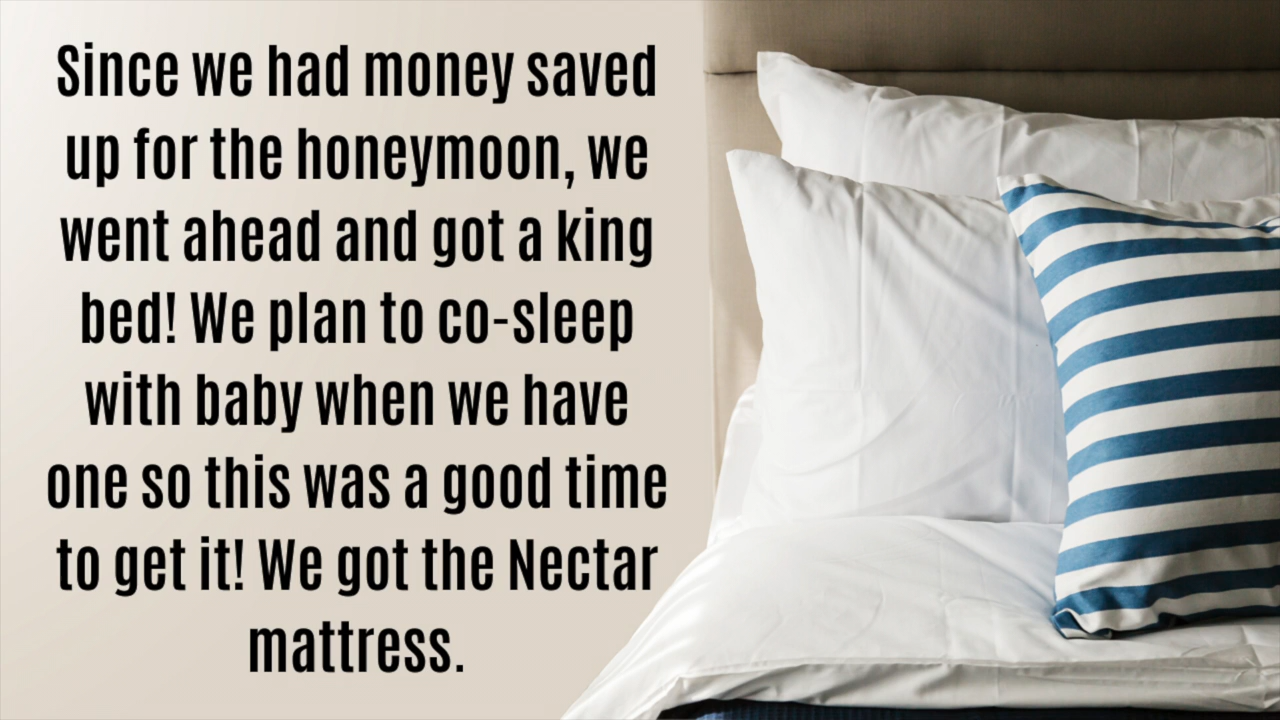 Since we had money saved
up for the honeymoon, we
went ahead and got a king
bed! We plan to co-sleep
with baby when we have
one so this was a good time
to get it! We got the Nectar
mattress.